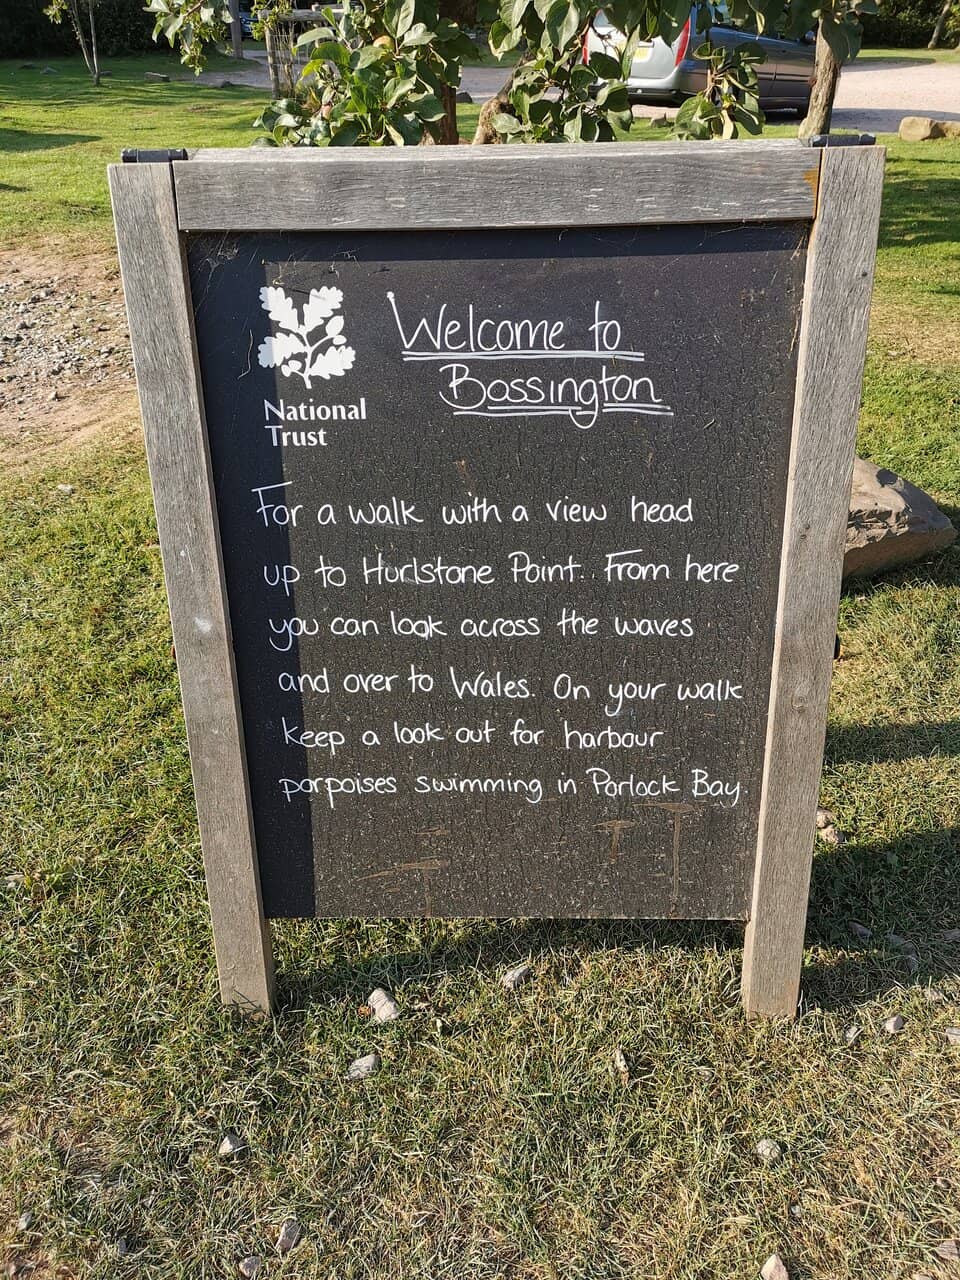 National
Trust
Welcome to
Bossington
For a walk with a view head
up to Hurlstone Point. From here
you can look across the waves
and over to Wales. On your walk
keep a look out for harbour
porpoises swimming in Porlock Bay.